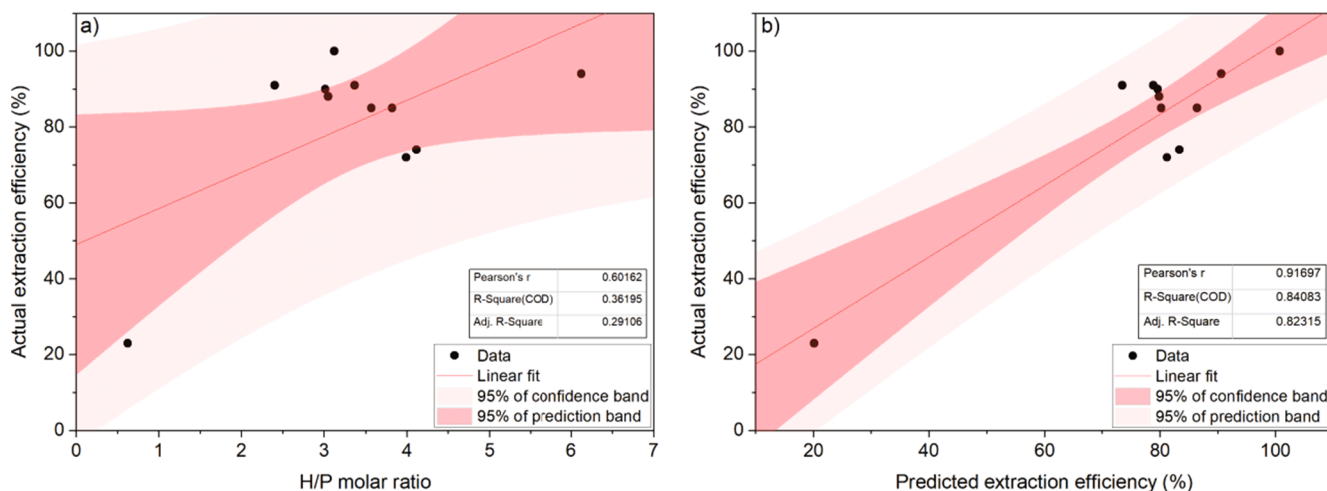 a)
Actual extraction efficiency (%)
100
80
60
40
20
0
Pearson's r 0.60162
R-Square(COD) 0.36195
Adj. R-Square 0.29106
Data
Linear fit
95% of confidence band
95% of prediction band
0 1 2 3 4 5 6 7
H/P molar ratio
b)
Actual extraction efficiency (%)
100
80
60
40
20
0
Pearson's r 0.91697
R-Square(COD) 0.84083
Adj. R-Square 0.82315
Data
Linear fit
95% of confidence band
95% of prediction band
20 40 60 80 100
Predicted extraction efficiency (%)